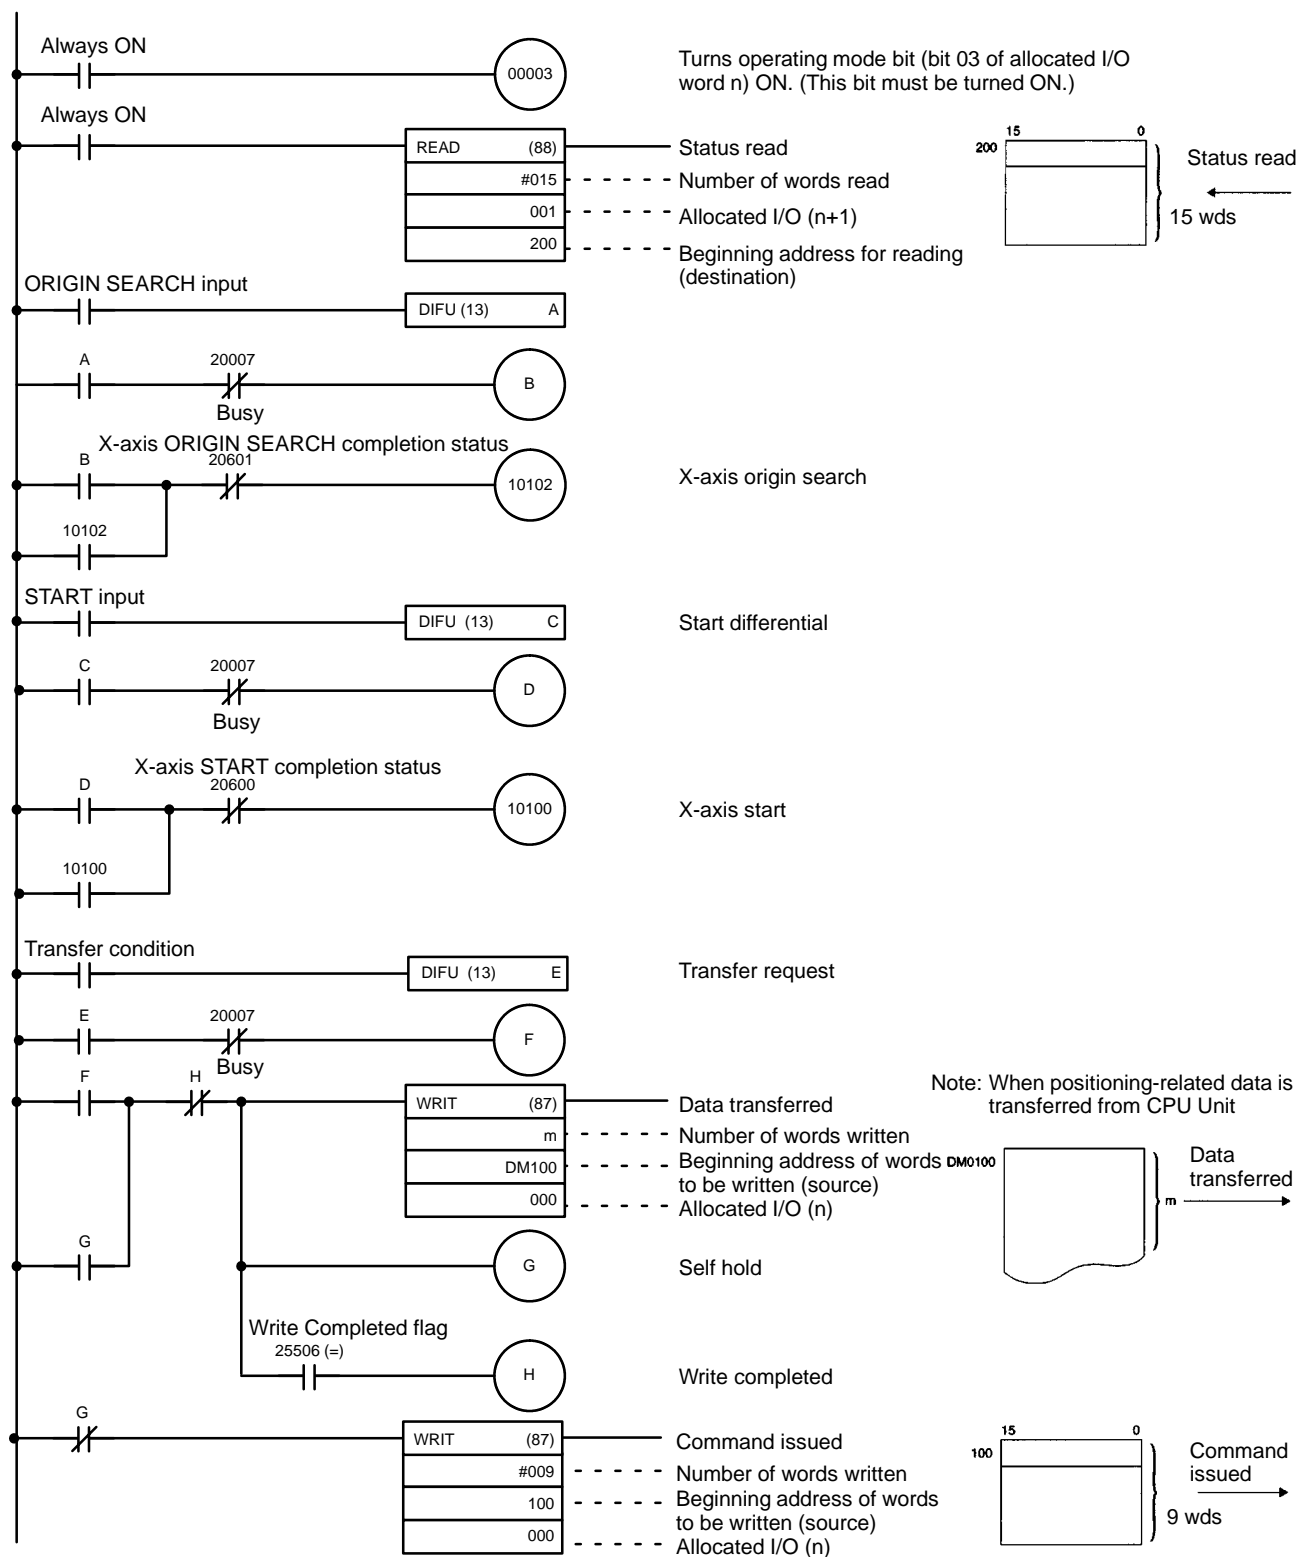 Always ON
00003
Turns operating mode bit (bit 03 of allocated I/O
word n) ON. (This bit must be turned ON.)
Always ON
READ (88)
Status read
#015
Number of words read
001
Allocated I/O (n+1)
200
Beginning address for reading
(destination)
15 0
200
Status read
15 wds
ORIGIN SEARCH input
DIFU (13) A
A
20007
Busy
B
X-axis ORIGIN SEARCH completion status
B
20601
10102
X-axis origin search
10102
START input
DIFU (13) C
Start differential
C
20007
Busy
D
X-axis START completion status
D
20600
10100
X-axis start
10100
Transfer condition
DIFU (13) E
Transfer request
E
20007
Busy
F
F
H
WRIT (87)
Data transferred
m
Number of words written
DM100
Beginning address of words
to be written (source)
000
Allocated I/O (n)
Note: When positioning-related data is
transferred from CPU Unit
DM0100
m
Data
transferred
G
G
Self hold
Write Completed flag
25506 (=)
H
Write completed
G
WRIT (87)
Command issued
#009
Number of words written
100
Beginning address of words
to be written (source)
000
Allocated I/O (n)
15 0
100
Command
issued
9 wds